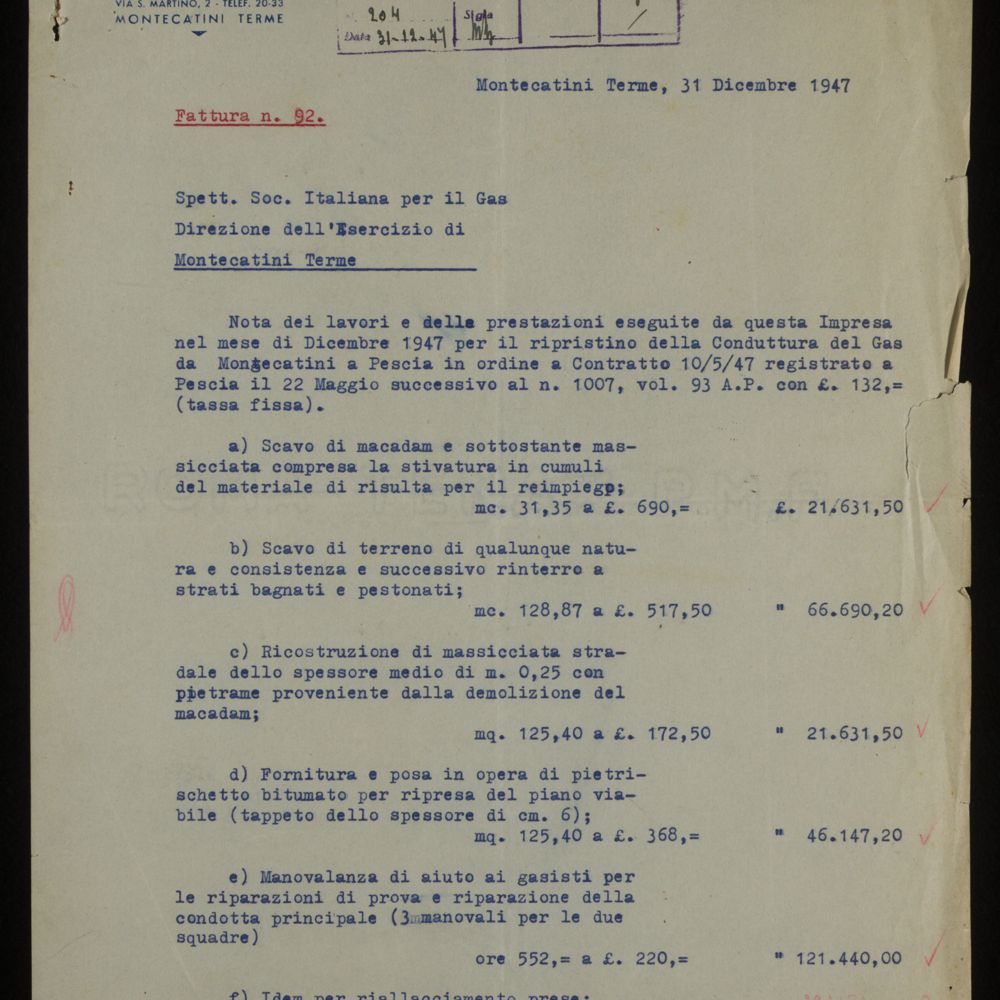 VIA S. MARTINO, 2 - TELEF. 20-33
MONTECATINI TERME
204
Sigla
Data 31-12-47
Montecatini Terme, 31 Dicembre 1947
Fattura n. 92.
Spett. Soc. Italiana per il Gas
Direzione dell'Esercizio di
Montecatini Terme
Nota dei lavori e delle prestazioni eseguite da questa Impresa
nel mese di Dicembre 1947 per il ripristino della Conduttura del Gas
da Montecatini a Pescia in ordine a Contratto 10/5/47 registrato a
Pescia il 22 Maggio successivo al n. 1007, vol. 93 A.P. con £. 132,=
(tassa fissa).
a) Scavo di macadam e sottostante mas-
sicciata compresa la stivatura in cumuli
del materiale di risulta per il reimpiego;
mc. 31,35 a £. 690,= £. 21/631,50
b) Scavo di terreno di qualunque natu-
ra e consistenza e successivo rinterro a
strati bagnati e pestonati;
mc. 128,87 a £. 517,50 " 66.690,20
c) Ricostruzione di massicciata stra-
dale dello spessore medio di m. 0,25 con
pietrame proveniente dalla demolizione del
macadam;
mq. 125,40 a £. 172,50 " 21.631,50
d) Fornitura e posa in opera di pietri-
schetto bitumato per ripresa del piano via-
bile (tappeto dello spessore di cm. 6);
mq. 125,40 a £. 368,= " 46.147,20
e) Manovalanza di aiuto ai gasisti per
le riparazioni di prova e riparazione della
condotta principale (3 manovali per le due
squadre)
ore 552,= a £. 220,= " 121.440,00
f) Idem per riallacciamento prese;